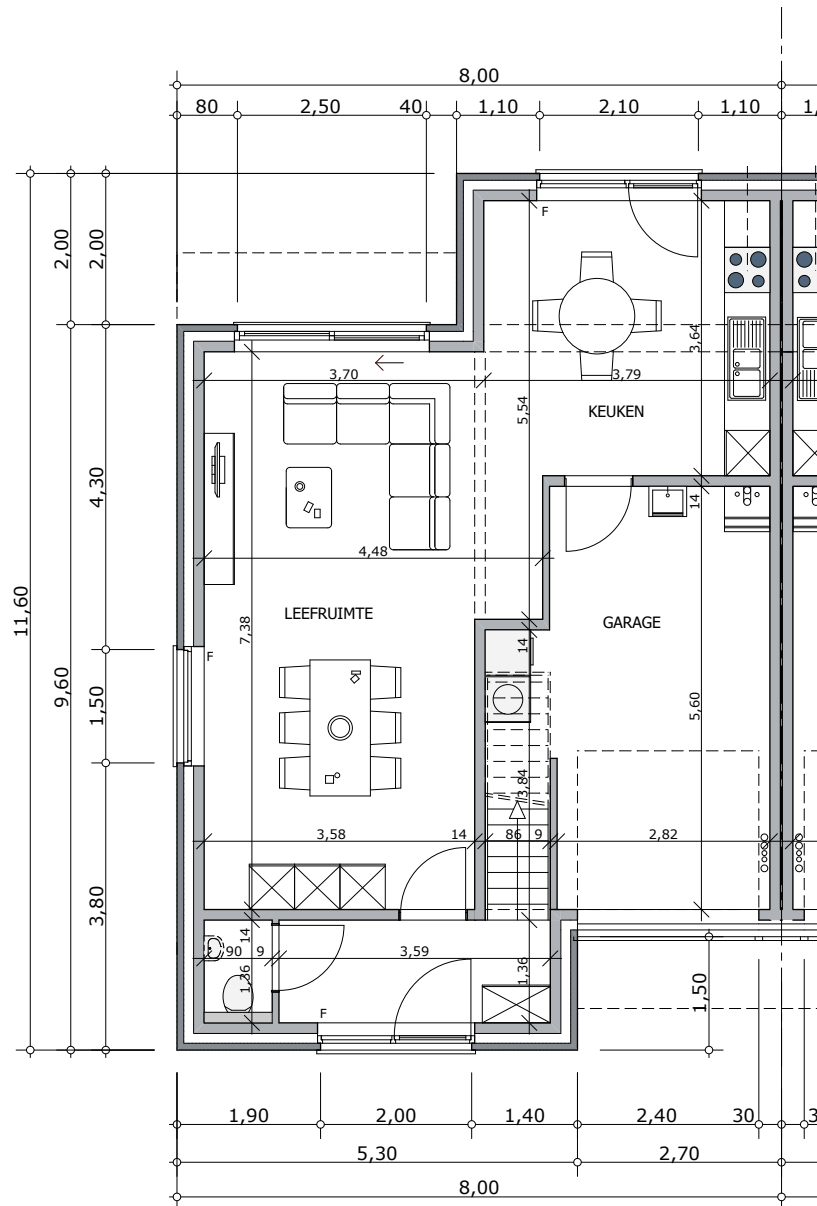 8,00
80 2,50 40 1,10 2,10 1,10 1,
2,00 2,00
F
3,64
3,70 3,79
5,54
KEUKEN
4,30
14
4,48
11,60
LEEFRUIMTE
GARAGE
7,38
14
F
9,60
1,50
5,60
3,84
3,58 14 86 9 2,82
3,80
14
90 9 3,59
1,36 1,36
1,50
F
1,90 2,00 1,40 2,40 30 3
5,30 2,70
8,00